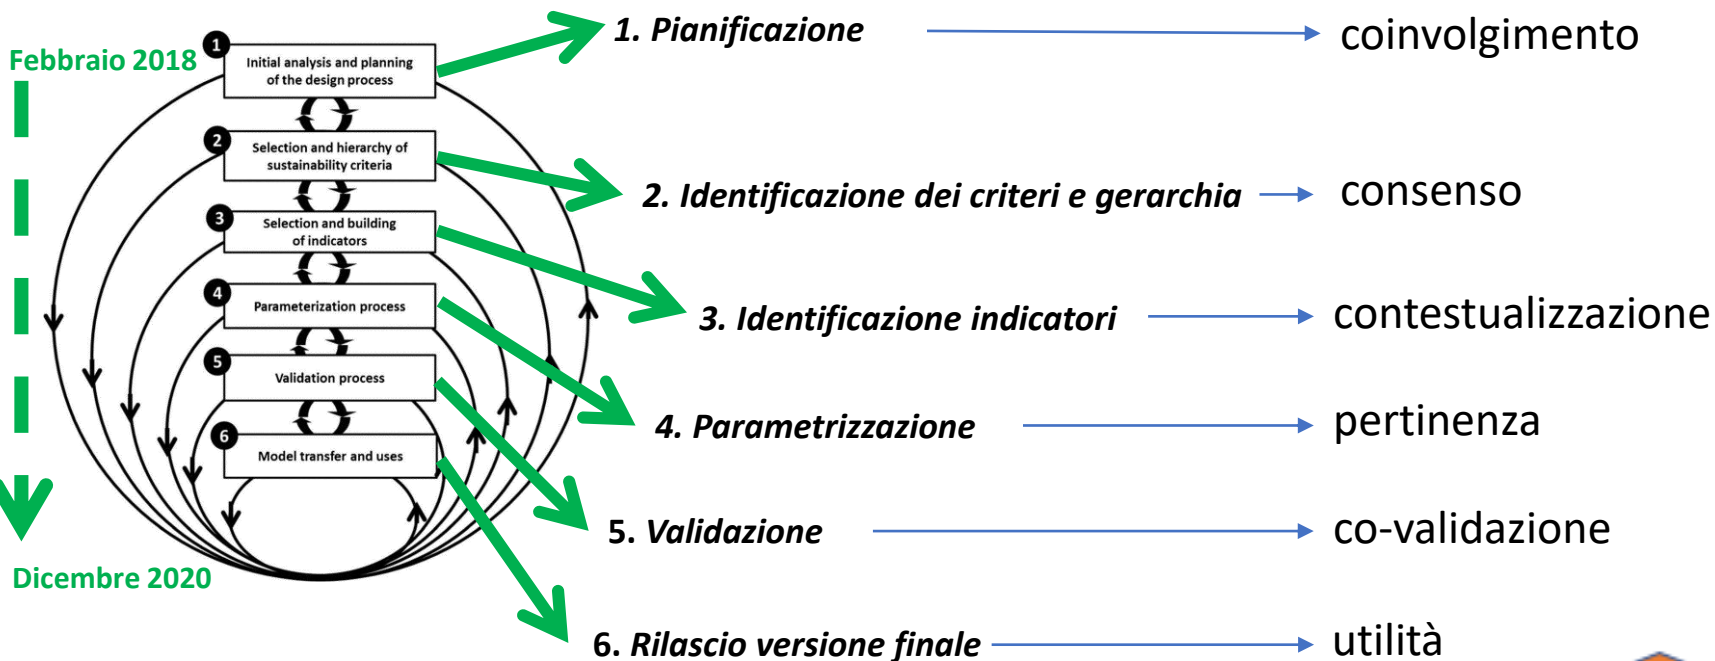 Febbraio 2018
1
Initial analysis and planning
of the design process
2
Selection and hierarchy of
sustainability criteria
3
Selection and building
of indicators
4
Parameterization process
5
Validation process
6
Model transfer and uses
Dicembre 2020
1. Pianificazione
coinvolgimento
2. Identificazione dei criteri e gerarchia
consenso
3. Identificazione indicatori
contestualizzazione
4. Parametrizzazione
pertinenza
5. Validazione
co-validazione
6. Rilascio versione finale
utilità